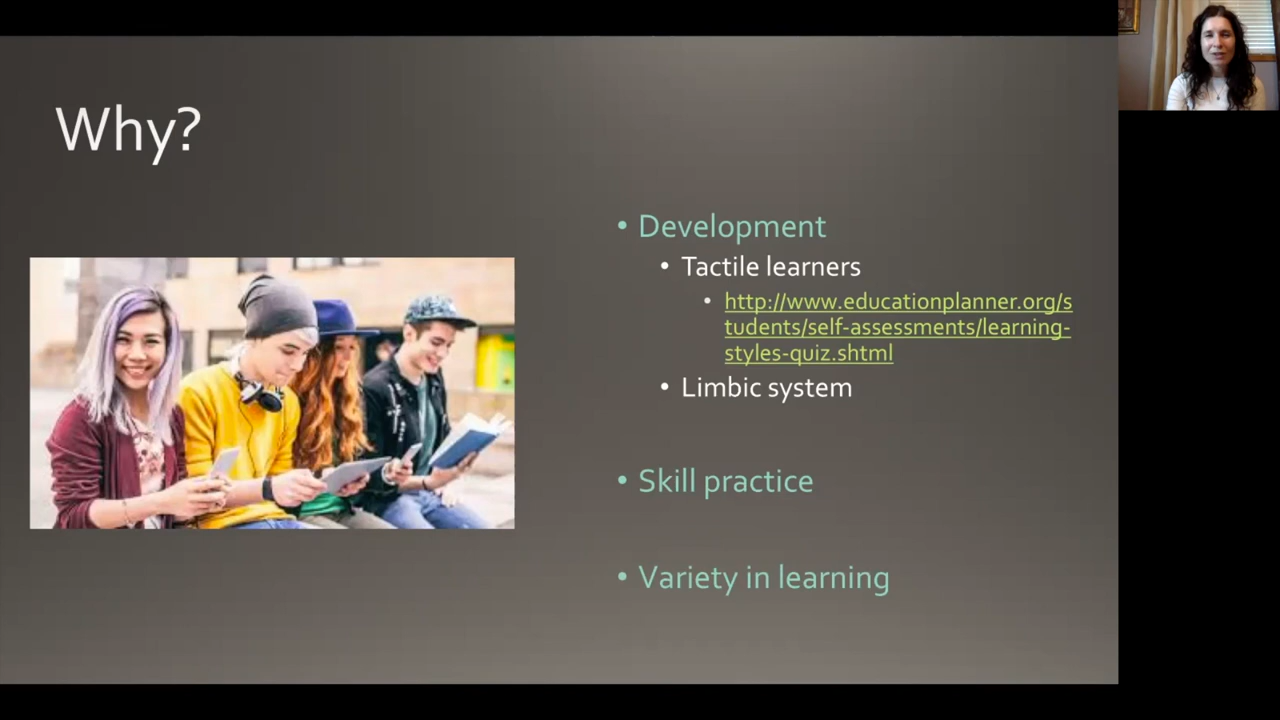 Why?
• Development
• Tactile learners
• http://www.educationplanner.org/s
tudents/self-assessments/learning-
styles-quiz.shtml
• Limbic system
• Skill practice
• Variety in learning